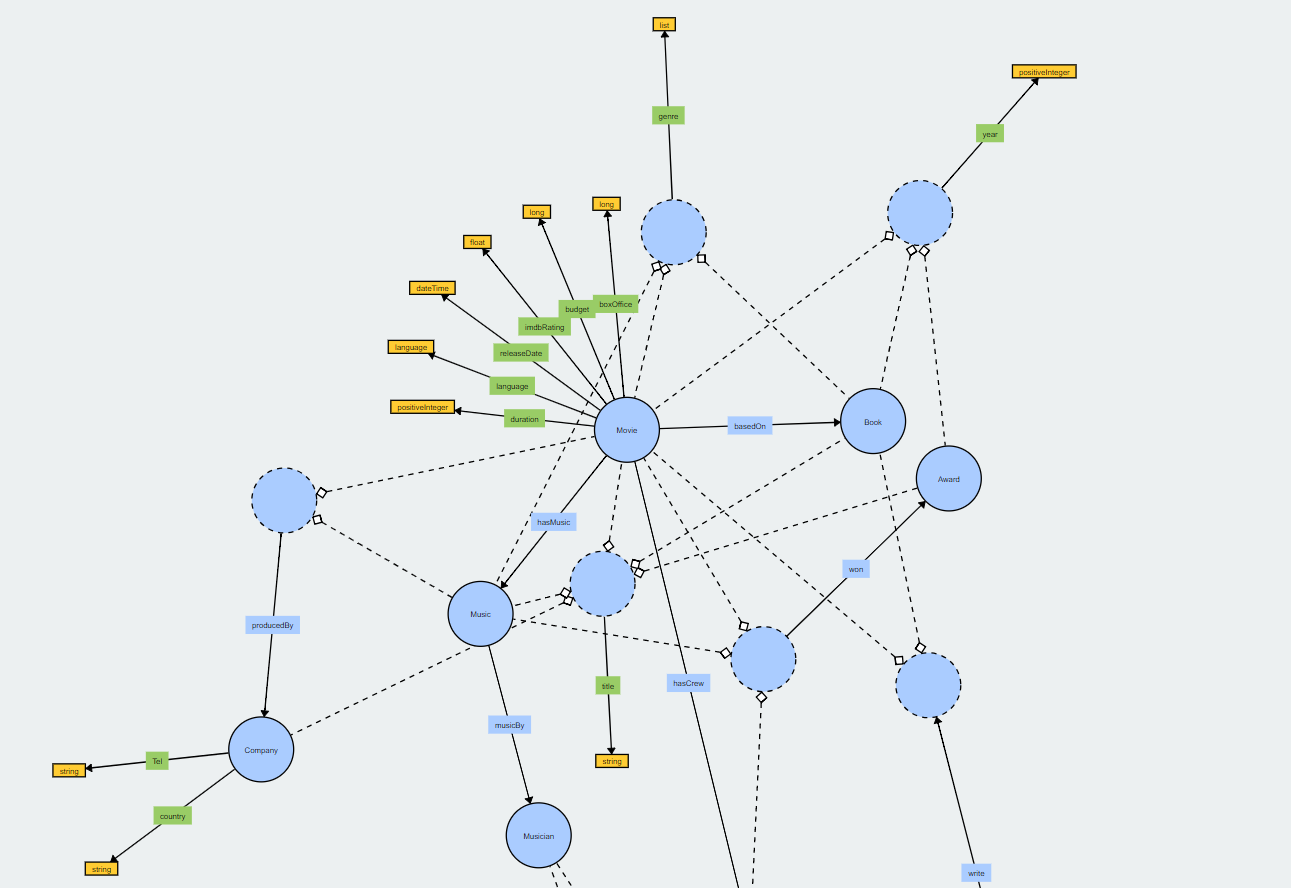 list
positiveInteger
genre
year
long
long
float
dateTime
boxOffice
budget
imdbRating
language
releaseDate
language
positiveInteger
duration
Movie
basedOn
Book
Award
hasMusic
won
Music
producedBy
title
hasCrew
musicBy
Company
Tel
string
string
country
Musician
string
write